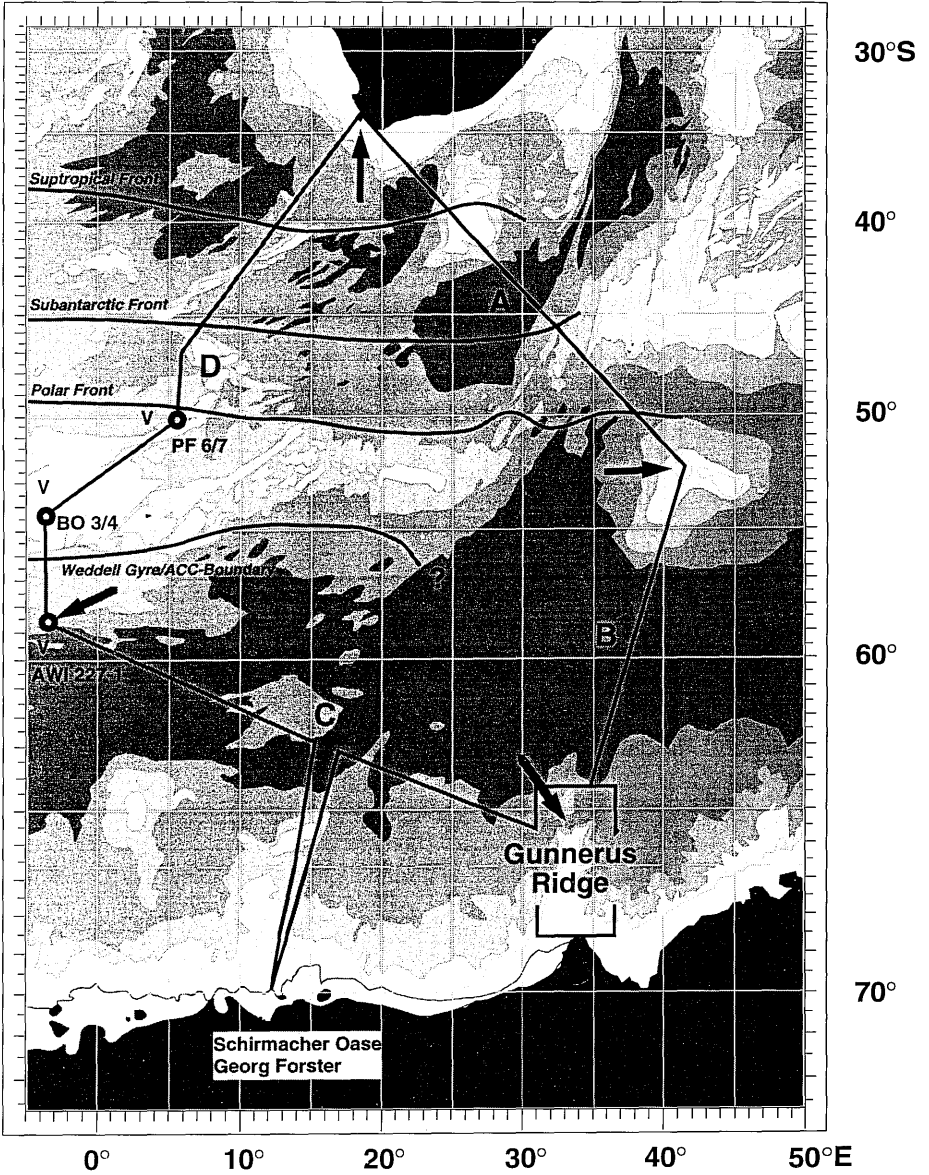 30°S
Suptropical Front
40°
A
Subantarctic Front
D
Polar Front
V
50°
PF 6/7
V
BO 3/4
Weddell Gyre/ACC-Boundary
?
B
60°
V
AWI 227-1
C
Gunnerus
Ridge
70°
Schirmacher Oase
Georg Forster
0°
10°
20°
30°
40°
50°E